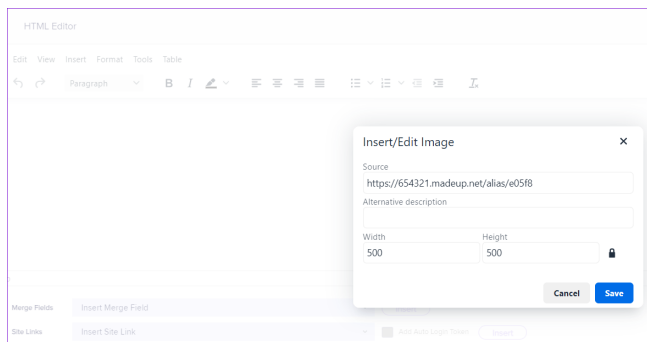 HTML Editor
Edit View Insert Format Tools Table
Paragraph B I
Insert/Edit Image
Source
https://654321.madeup.net/alias/e05f8
Alternative description
Width Height
500 500
Cancel Save
Merge Fields Insert Merge Field Insert
Site Links Insert Site Link Add Auto Login Token Insert